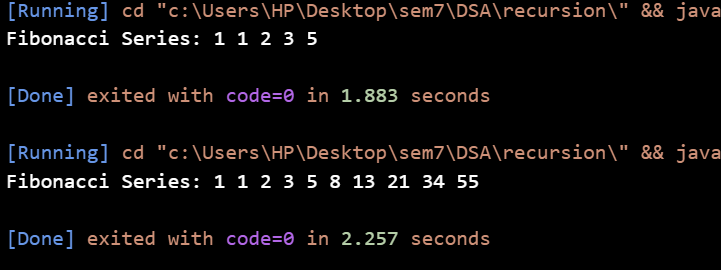 [Running] cd "c:\Users\HP\Desktop\sem7\DSA\recursion\" && java
Fibonacci Series: 1 1 2 3 5
[Done] exited with code=0 in 1.883 seconds
[Running] cd "c:\Users\HP\Desktop\sem7\DSA\recursion\" && java
Fibonacci Series: 1 1 2 3 5 8 13 21 34 55
[Done] exited with code=0 in 2.257 seconds